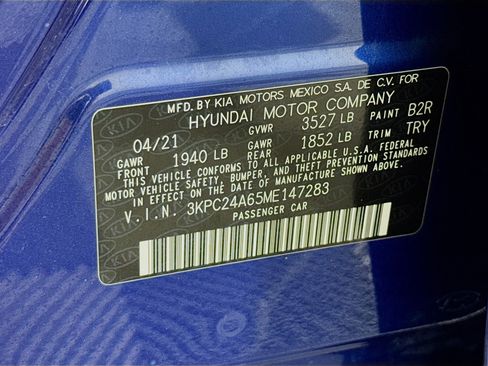 MFD. BY KIA MOTORS MEXICO S.A. DE C.V. FOR
HYUNDAI MOTOR COMPANY
04/21 GVWR 3527 LB PAINT B2R
GAWR 1940 LB GAWR REAR 1852 LB TRIM TRY
THIS VEHICLE CONFORMS TO ALL APPLICABLE U.S.A. FEDERAL
MOTOR VEHICLE SAFETY, BUMPER, AND THEFT PREVENTION STANDARDS
IN EFFECT ON THE DATE OF MANUFACTURE SHOWN ABOVE.
V.I.N. 3KPC24A65ME147283
PASSENGER CAR